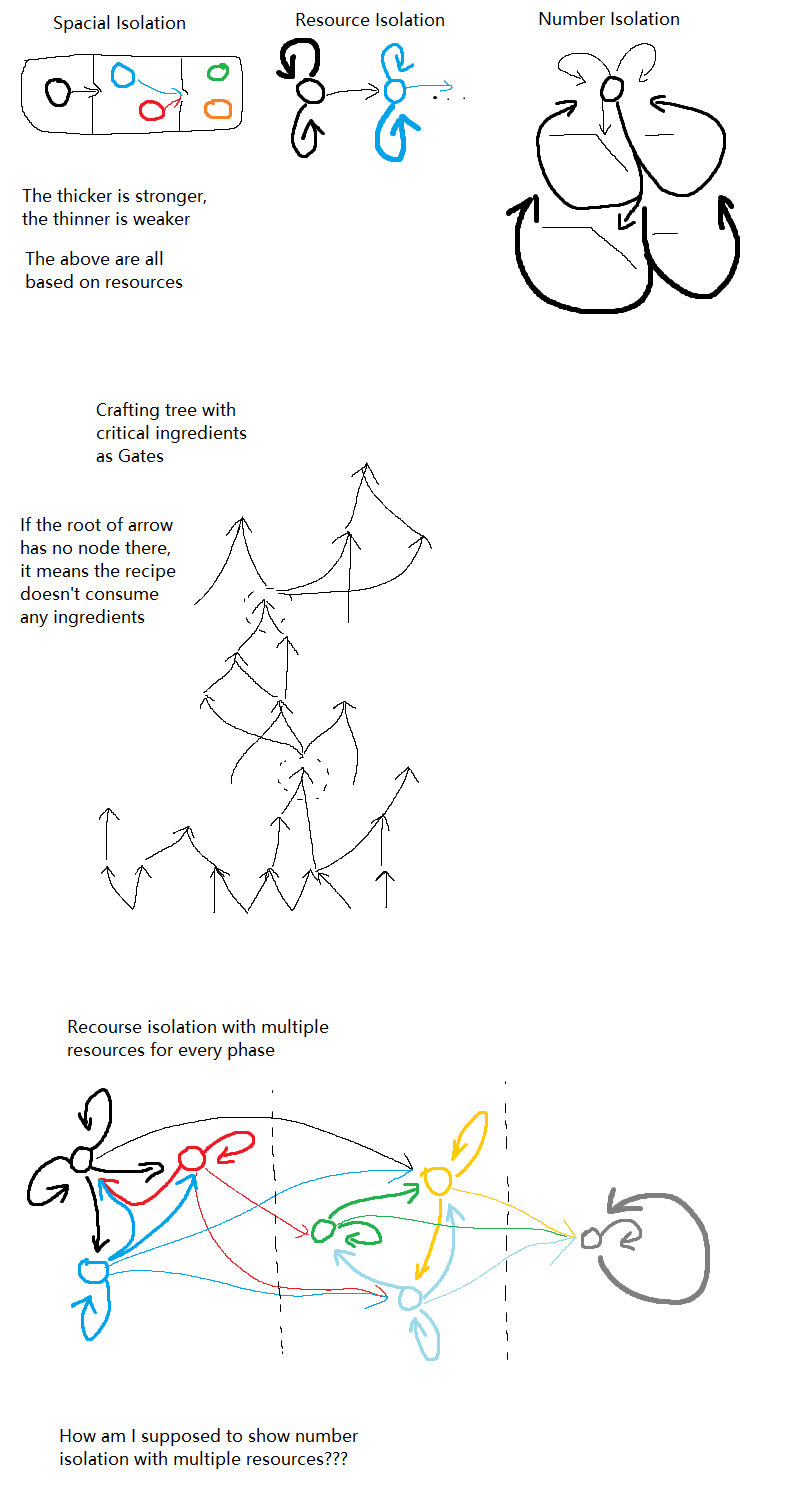 Spacial Isolation
Resource Isolation
Number Isolation
The thicker is stronger,
the thinner is weaker
The above are all
based on resources
Crafting tree with
critical ingredients
as Gates
If the root of arrow
has no node there,
it means the recipe
doesn't consume
any ingredients
Recourse isolation with multiple
resources for every phase
How am I supposed to show number
isolation with multiple resources???